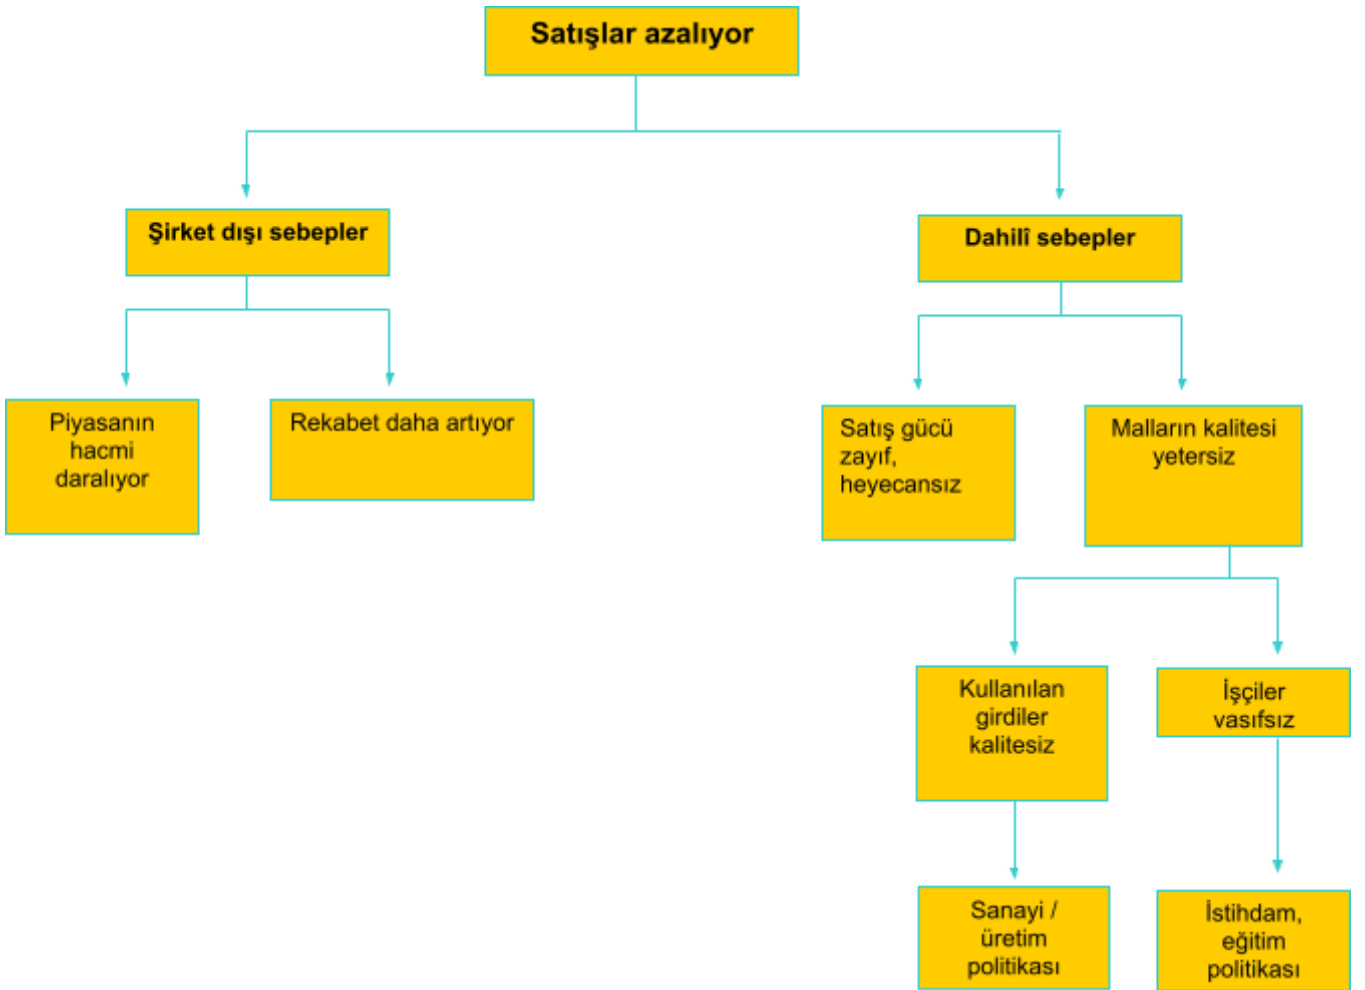 Satışlar azalıyor
Şirket dışı sebepler
Dahilî sebepler
Piyasanın
hacmi
daralıyor
Rekabet daha artıyor
Satış gücü
zayıf,
heyecansız
Malların kalitesi
yetersiz
Kullanılan
girdiler
kalitesiz
İşçiler
vasıfsız
Sanayi /
üretim
politikası
İstihdam,
eğitim
politikası